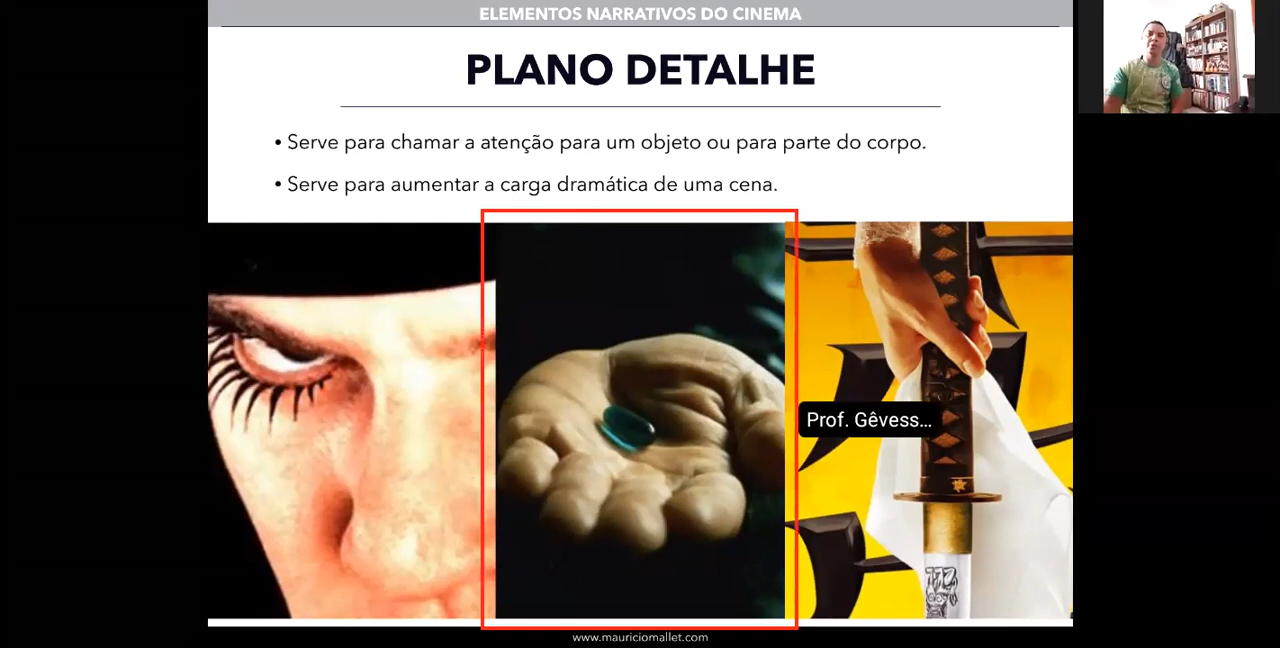 ELEMENTOS NARRATIVOS DO CINEMA
PLANO DETALHE
• Serve para chamar a atenção para um objeto ou para parte do corpo.
• Serve para aumentar a carga dramática de uma cena.
Prof. Gêvess...
www.mauriciomallet.com